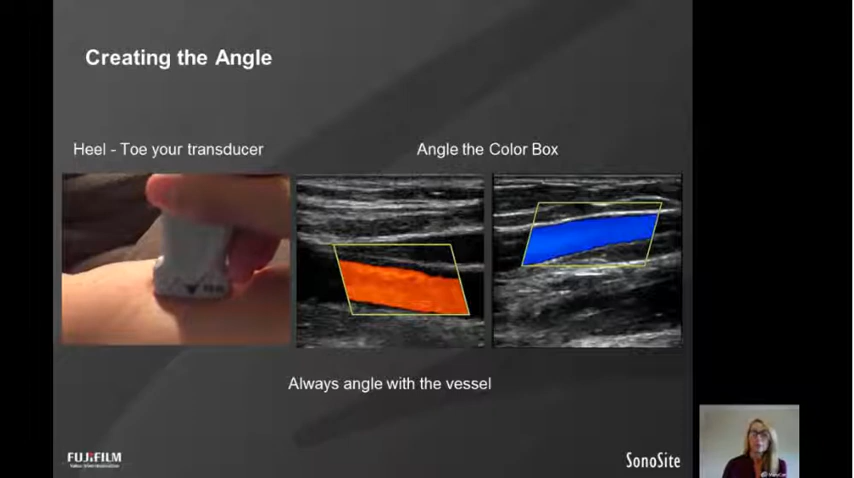 Creating the Angle
Heel - Toe your transducer
Angle the Color Box
Always angle with the vessel
FUJIFILM
SonoSite